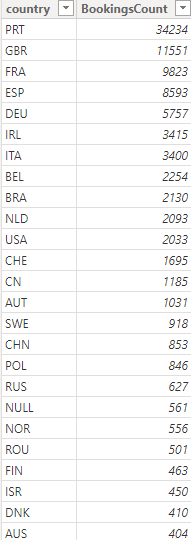 country BookingsCount
PRT 34234
GBR 11551
FRA 9823
ESP 8593
DEU 5757
IRL 3415
ITA 3400
BEL 2254
BRA 2130
NLD 2093
USA 2033
CHE 1695
CN 1185
AUT 1031
SWE 918
CHN 853
POL 846
RUS 627
NULL 561
NOR 556
ROU 501
FIN 463
ISR 450
DNK 410
AUS 404